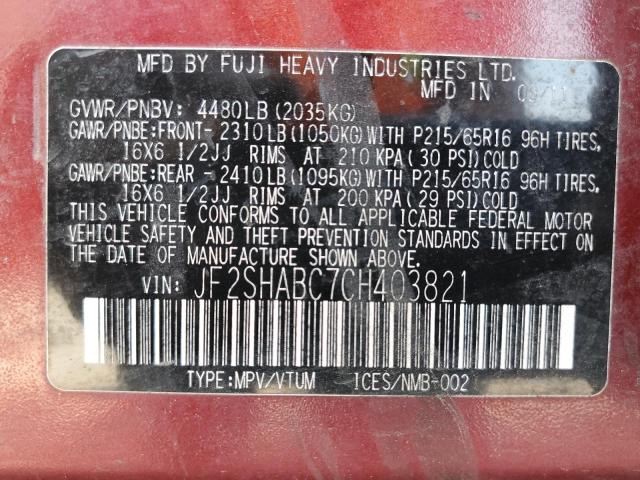 MFD BY FUJI HEAVY INDUSTRIES LTD.
MFD IN 09/11
GVWR/PNBV: 4480LB(2035KG)
GAWR/PNBE:FRONT- 2310LB(1050KG)WITH P215/65R16 96H TIRES,
16X6 1/2JJ RIMS AT 210 KPA(30 PSI)COLD
GAWR/PNBE:REAR - 2410LB(1095KG)WITH P215/65R16 96H TIRES,
16X6 1/2JJ RIMS AT 200 KPA(29 PSI)COLD
THIS VEHICLE CONFORMS TO ALL APPLICABLE FEDERAL MOTOR
VEHICLE SAFETY AND THEFT PREVENTION STANDARDS IN EFFECT ON
THE DATE OF MANUFACTURE SHOWN ABOVE.
VIN: JF2SHABC7CH403821
TYPE:MPV/VTUM ICES/NMB-002